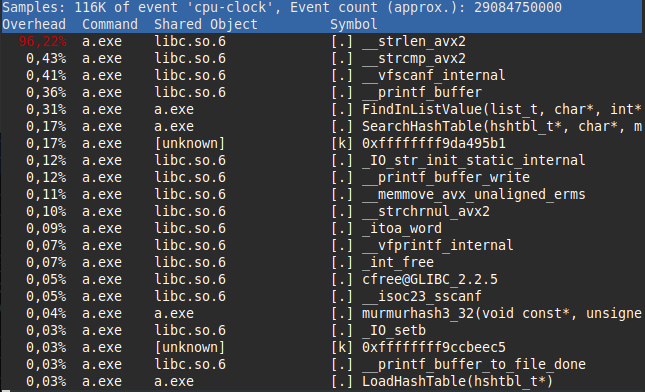 Samples: 116K of event 'cpu-clock', Event count (approx.): 29084750000
Overhead  Command  Shared Object         Symbol
96,22%  a.exe    libc.so.6             [.] __strlen_avx2
0,43%  a.exe    libc.so.6             [.] __strcmp_avx2
0,41%  a.exe    libc.so.6             [.] __vfscanf_internal
0,36%  a.exe    libc.so.6             [.] __printf_buffer
0,31%  a.exe    a.exe                 [.] FindInListValue(list_t, char*, int*
0,17%  a.exe    a.exe                 [.] SearchHashTable(hshtbl_t*, char*, m
0,17%  a.exe    [unknown]             [k] 0xffffffff9da495b1
0,12%  a.exe    libc.so.6             [.] _IO_str_init_static_internal
0,12%  a.exe    libc.so.6             [.] __printf_buffer_write
0,11%  a.exe    libc.so.6             [.] __memmove_avx_unaligned_erms
0,10%  a.exe    libc.so.6             [.] __strchrnul_avx2
0,09%  a.exe    libc.so.6             [.] _itoa_word
0,07%  a.exe    libc.so.6             [.] __vfprintf_internal
0,07%  a.exe    libc.so.6             [.] _int_free
0,05%  a.exe    libc.so.6             [.] cfree@GLIBC_2.2.5
0,05%  a.exe    libc.so.6             [.] __isoc23_sscanf
0,04%  a.exe    a.exe                 [.] murmurhash3_32(void const*, unsigne
0,03%  a.exe    libc.so.6             [.] _IO_setb
0,03%  a.exe    [unknown]             [k] 0xffffffff9ccbeec5
0,03%  a.exe    libc.so.6             [.] __printf_buffer_to_file_done
0,03%  a.exe    a.exe                 [.] LoadHashTable(hshtbl_t*)